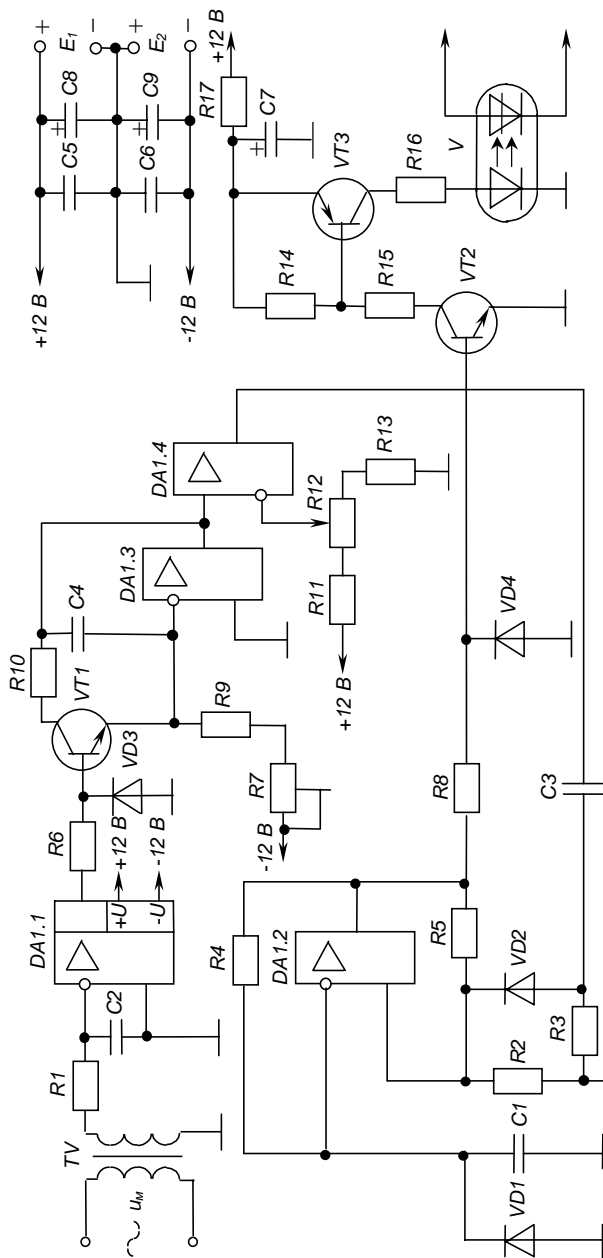 TV
u_м
R1
C2
DA1.1
+U
-U
R6
+12 В
-12 В
VD3
VT1
R10
C4
R9
R7
-12 В
DA1.3
DA1.4
R11
R12
R13
+12 В
+12 В
-12 В
C5
C6
C8
C9
+
+
+
E₁
−
+
E₂
−
R4
DA1.2
R5
R8
VD1
C1
R2
R3
VD2
C3
VD4
VT2
R14
R15
VT3
R16
R17
+12 В
+
C7
V